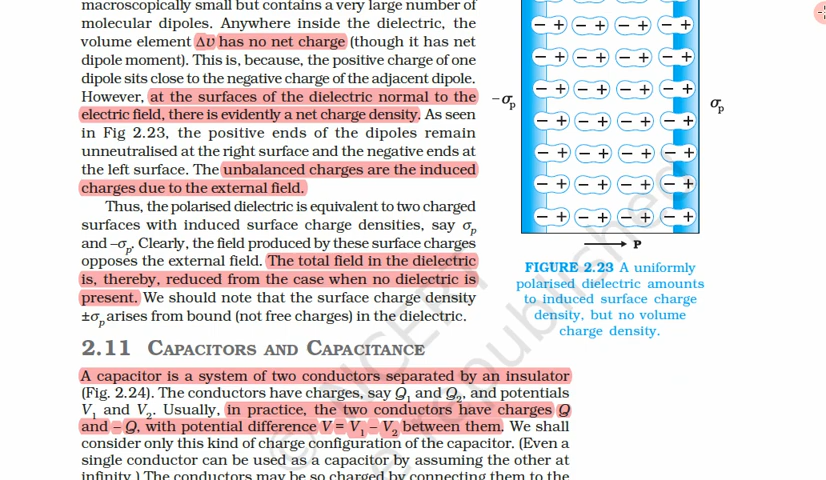 macroscopically small but contains a very large number of
molecular dipoles. Anywhere inside the dielectric, the
volume element Δv has no net charge (though it has net
dipole moment). This is, because, the positive charge of one
dipole sits close to the negative charge of the adjacent dipole.
However, at the surfaces of the dielectric normal to the
electric field, there is evidently a net charge density. As seen
in Fig 2.23, the positive ends of the dipoles remain
unneutralised at the right surface and the negative ends at
the left surface. The unbalanced charges are the induced
charges due to the external field.
Thus, the polarised dielectric is equivalent to two charged
surfaces with induced surface charge densities, say σp
and –σp. Clearly, the field produced by these surface charges
opposes the external field. The total field in the dielectric
is, thereby, reduced from the case when no dielectric is
present. We should note that the surface charge density
±σp arises from bound (not free charges) in the dielectric.
–σp
σp
– + – + – + – +
– + – + – + – +
– + – + – + – +
– + – + – + – +
– + – + – + – +
– + – + – + – +
– + – + – + – +
P
FIGURE 2.23 A uniformly
polarised dielectric amounts
to induced surface charge
density, but no volume
charge density.
2.11 CAPACITORS AND CAPACITANCE
A capacitor is a system of two conductors separated by an insulator
(Fig. 2.24). The conductors have charges, say Q1 and Q2, and potentials
V1 and V2. Usually, in practice, the two conductors have charges Q
and – Q, with potential difference V = V1 – V2 between them. We shall
consider only this kind of charge configuration of the capacitor. (Even a
single conductor can be used as a capacitor by assuming the other at
infinity.) The conductors may be so charged by connecting them to the